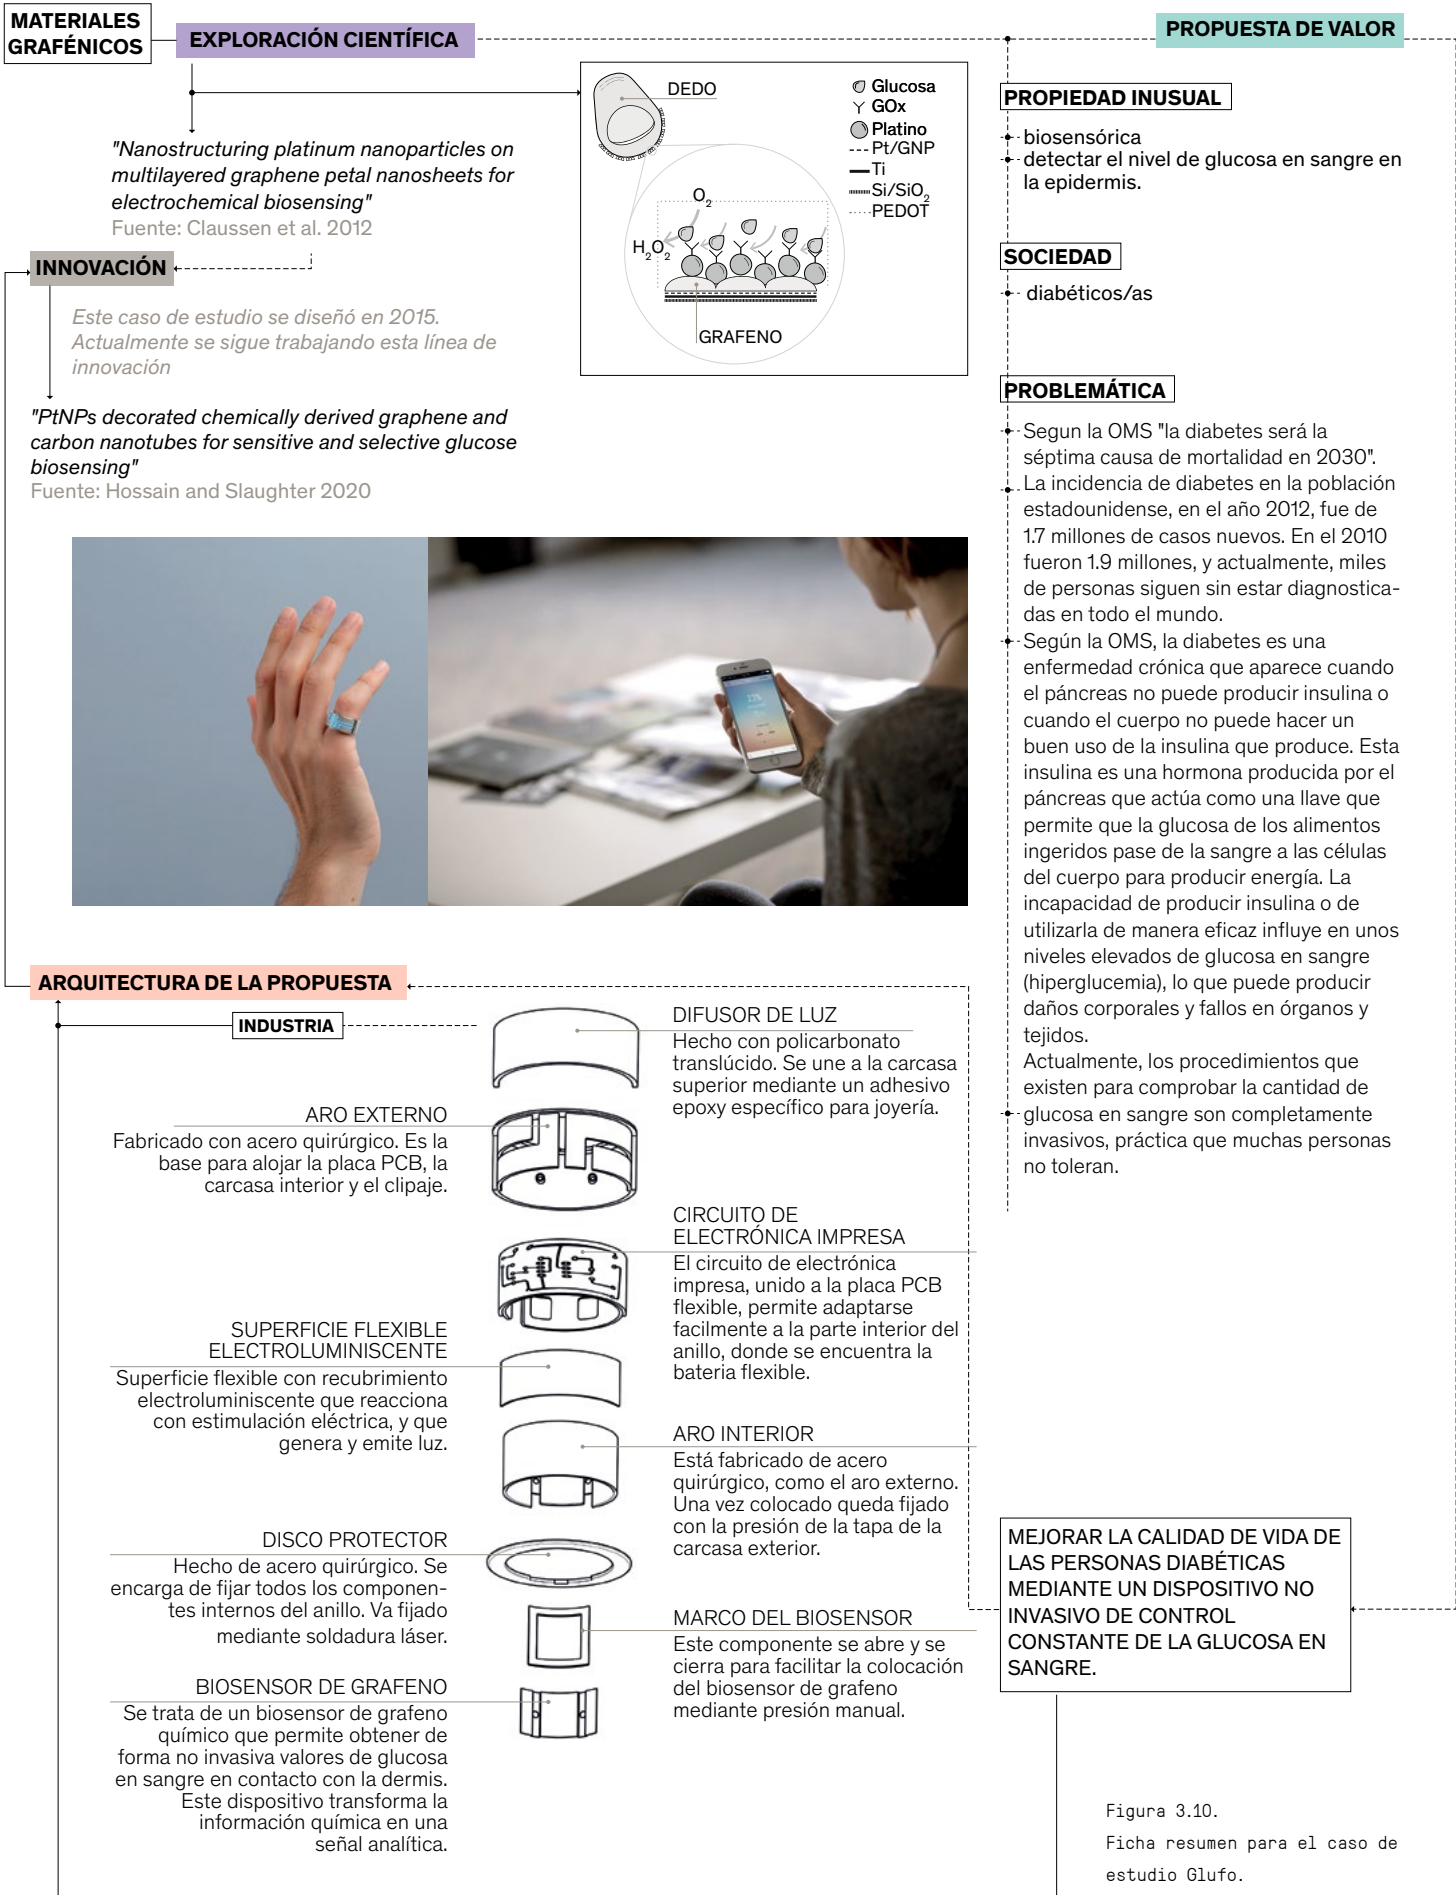 MATERIALES
GRAFÉNICOS
EXPLORACIÓN CIENTÍFICA
PROPUESTA DE VALOR
"Nanostructuring platinum nanoparticles on
multilayered graphene petal nanosheets for
electrochemical biosensing"
Fuente: Claussen et al. 2012
DEDO
Glucosa
GOx
Platino
Pt/GNP
Ti
Si/SiO2
PEDOT
O2
H2O2
GRAFENO
INNOVACIÓN
Este caso de estudio se diseñó en 2015.
Actualmente se sigue trabajando esta línea de
innovación
"PtNPs decorated chemically derived graphene and
carbon nanotubes for sensitive and selective glucose
biosensing"
Fuente: Hossain and Slaughter 2020
PROPIEDAD INUSUAL
biosensórica
detectar el nivel de glucosa en sangre en
la epidermis.
SOCIEDAD
diabéticos/as
PROBLEMÁTICA
Segun la OMS "la diabetes será la
séptima causa de mortalidad en 2030".
La incidencia de diabetes en la población
estadounidense, en el año 2012, fue de
1.7 millones de casos nuevos. En el 2010
fueron 1.9 millones, y actualmente, miles
de personas siguen sin estar diagnostica-
das en todo el mundo.
Según la OMS, la diabetes es una
enfermedad crónica que aparece cuando
el páncreas no puede producir insulina o
cuando el cuerpo no puede hacer un
buen uso de la insulina que produce. Esta
insulina es una hormona producida por el
páncreas que actúa como una llave que
permite que la glucosa de los alimentos
ingeridos pase de la sangre a las células
del cuerpo para producir energía. La
incapacidad de producir insulina o de
utilizarla de manera eficaz influye en unos
niveles elevados de glucosa en sangre
(hiperglucemia), lo que puede producir
daños corporales y fallos en órganos y
tejidos.
Actualmente, los procedimientos que
existen para comprobar la cantidad de
glucosa en sangre son completamente
invasivos, práctica que muchas personas
no toleran.
ARQUITECTURA DE LA PROPUESTA
INDUSTRIA
DIFUSOR DE LUZ
Hecho con policarbonato
translúcido. Se une a la carcasa
superior mediante un adhesivo
epoxy específico para joyería.
ARO EXTERNO
Fabricado con acero quirúrgico. Es la
base para alojar la placa PCB, la
carcasa interior y el clipaje.
CIRCUITO DE
ELECTRÓNICA IMPRESA
El circuito de electrónica
impresa, unido a la placa PCB
flexible, permite adaptarse
facilmente a la parte interior del
anillo, donde se encuentra la
bateria flexible.
SUPERFICIE FLEXIBLE
ELECTROLUMINISCENTE
Superficie flexible con recubrimiento
electroluminiscente que reacciona
con estimulación eléctrica, y que
genera y emite luz.
ARO INTERIOR
Está fabricado de acero
quirúrgico, como el aro externo.
Una vez colocado queda fijado
con la presión de la tapa de la
carcasa exterior.
DISCO PROTECTOR
Hecho de acero quirúrgico. Se
encarga de fijar todos los componen-
tes internos del anillo. Va fijado
mediante soldadura láser.
MARCO DEL BIOSENSOR
Este componente se abre y se
cierra para facilitar la colocación
del biosensor de grafeno
mediante presión manual.
BIOSENSOR DE GRAFENO
Se trata de un biosensor de grafeno
químico que permite obtener de
forma no invasiva valores de glucosa
en sangre en contacto con la dermis.
Este dispositivo transforma la
información química en una
señal analítica.
MEJORAR LA CALIDAD DE VIDA DE
LAS PERSONAS DIABÉTICAS
MEDIANTE UN DISPOSITIVO NO
INVASIVO DE CONTROL
CONSTANTE DE LA GLUCOSA EN
SANGRE.
Figura 3.10.
Ficha resumen para el caso de
estudio Glufo.